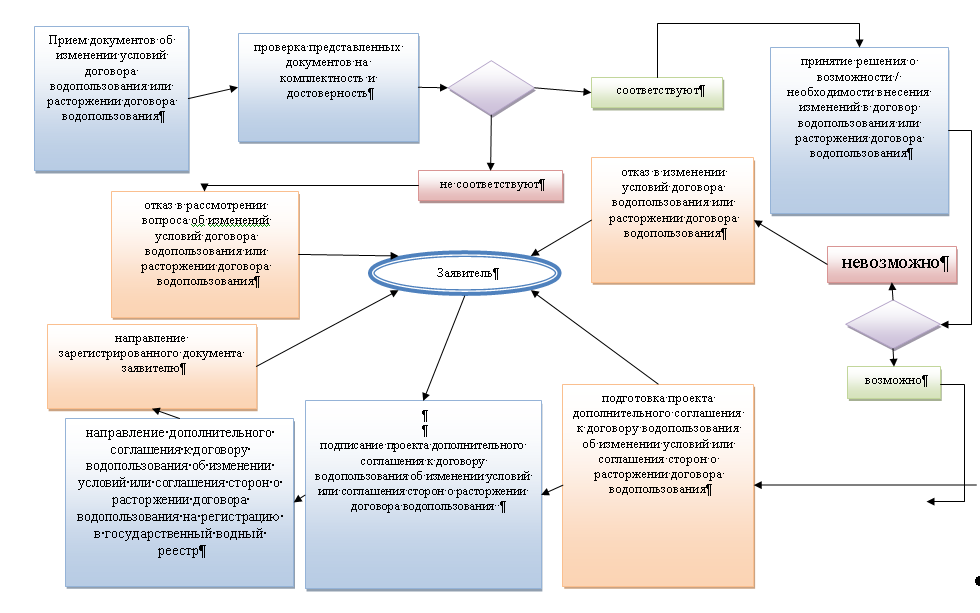 Прием документов об
изменении условий
договора
водопользования или
расторжении договора
водопользования¶
проверка представленных
документов на
комплектность и
достоверность¶
соответствуют¶
принятие решения о
возможности /
необходимости внесения
изменений в договор
водопользования или
расторжения договора
водопользования¶
не соответствуют¶
отказ в изменении
условий договора
водопользования или
расторжении договора
водопользования¶
отказ в рассмотрении
вопроса об изменений
условий договора
водопользования или
расторжении договора
водопользования¶
Заявитель¶
невозможно¶
направление
зарегистрированного документа
заявителю¶
возможно¶
направление дополнительного
соглашения к договору
водопользования об изменении
условий или соглашения сторон о
расторжении договора
водопользования на регистрацию
в государственный водный
реестр¶
¶
¶
подписание проекта дополнительного
соглашения к договору
водопользования об изменении условий
или соглашения сторон о расторжении
договора водопользования ¶
подготовка проекта
дополнительного соглашения
к договору водопользования
об изменении условий или
соглашения сторон о
расторжении договора
водопользования¶